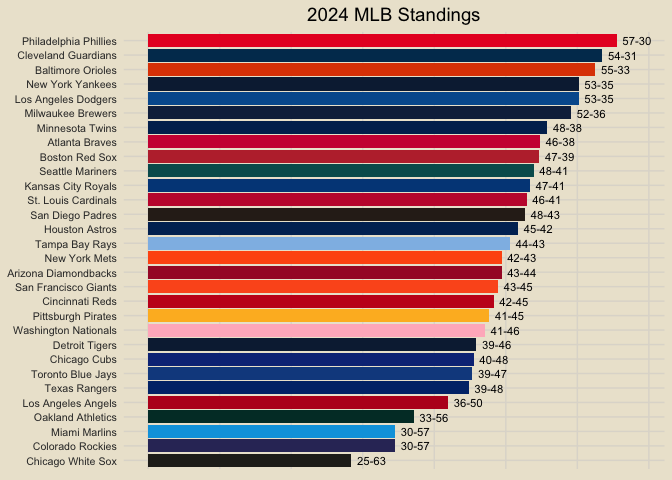 2024 MLB Standings
Philadelphia Phillies 57-30
Cleveland Guardians 54-31
Baltimore Orioles 55-33
New York Yankees 53-35
Los Angeles Dodgers 53-35
Milwaukee Brewers 52-36
Minnesota Twins 48-38
Atlanta Braves 46-38
Boston Red Sox 47-39
Seattle Mariners 48-41
Kansas City Royals 47-41
St. Louis Cardinals 46-41
San Diego Padres 48-43
Houston Astros 45-42
Tampa Bay Rays 44-43
New York Mets 42-43
Arizona Diamondbacks 43-44
San Francisco Giants 43-45
Cincinnati Reds 42-45
Pittsburgh Pirates 41-45
Washington Nationals 41-46
Detroit Tigers 39-46
Chicago Cubs 40-48
Toronto Blue Jays 39-47
Texas Rangers 39-48
Los Angeles Angels 36-50
Oakland Athletics 33-56
Miami Marlins 30-57
Colorado Rockies 30-57
Chicago White Sox 25-63